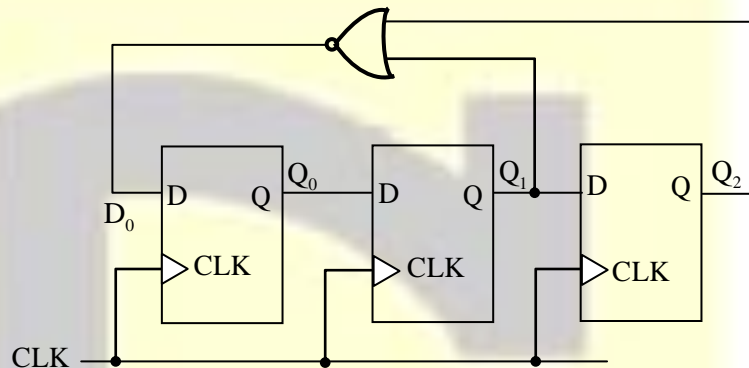 Q₀ Q₁ Q₂
D Q D Q D Q
D₀
CLK CLK CLK
CLK